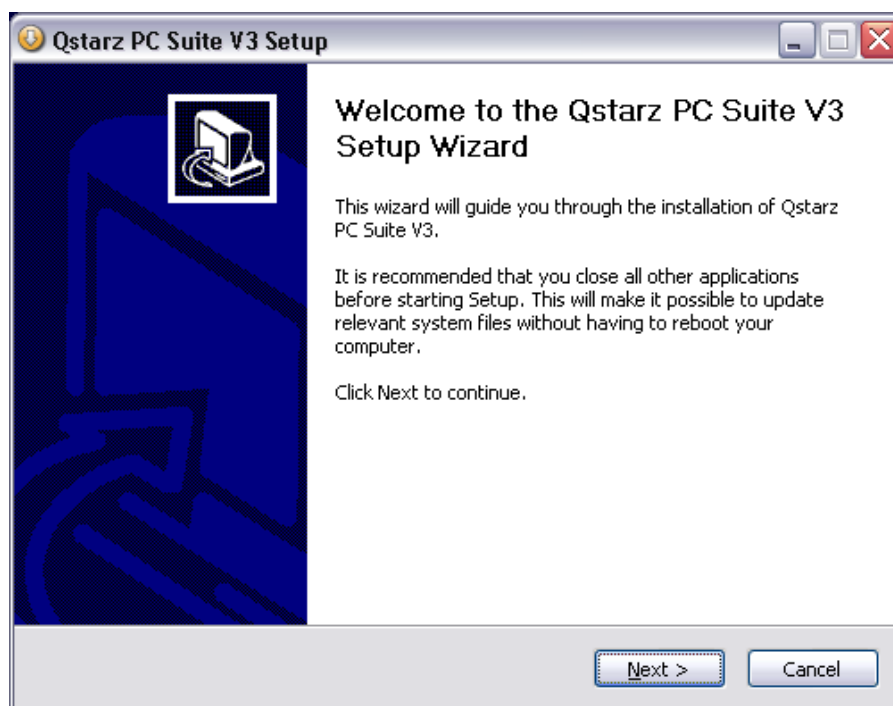 Qstarz PC Suite V3 Setup
Welcome to the Qstarz PC Suite V3
Setup Wizard
This wizard will guide you through the installation of Qstarz
PC Suite V3.
It is recommended that you close all other applications
before starting Setup. This will make it possible to update
relevant system files without having to reboot your
computer.
Click Next to continue.
Next >
Cancel